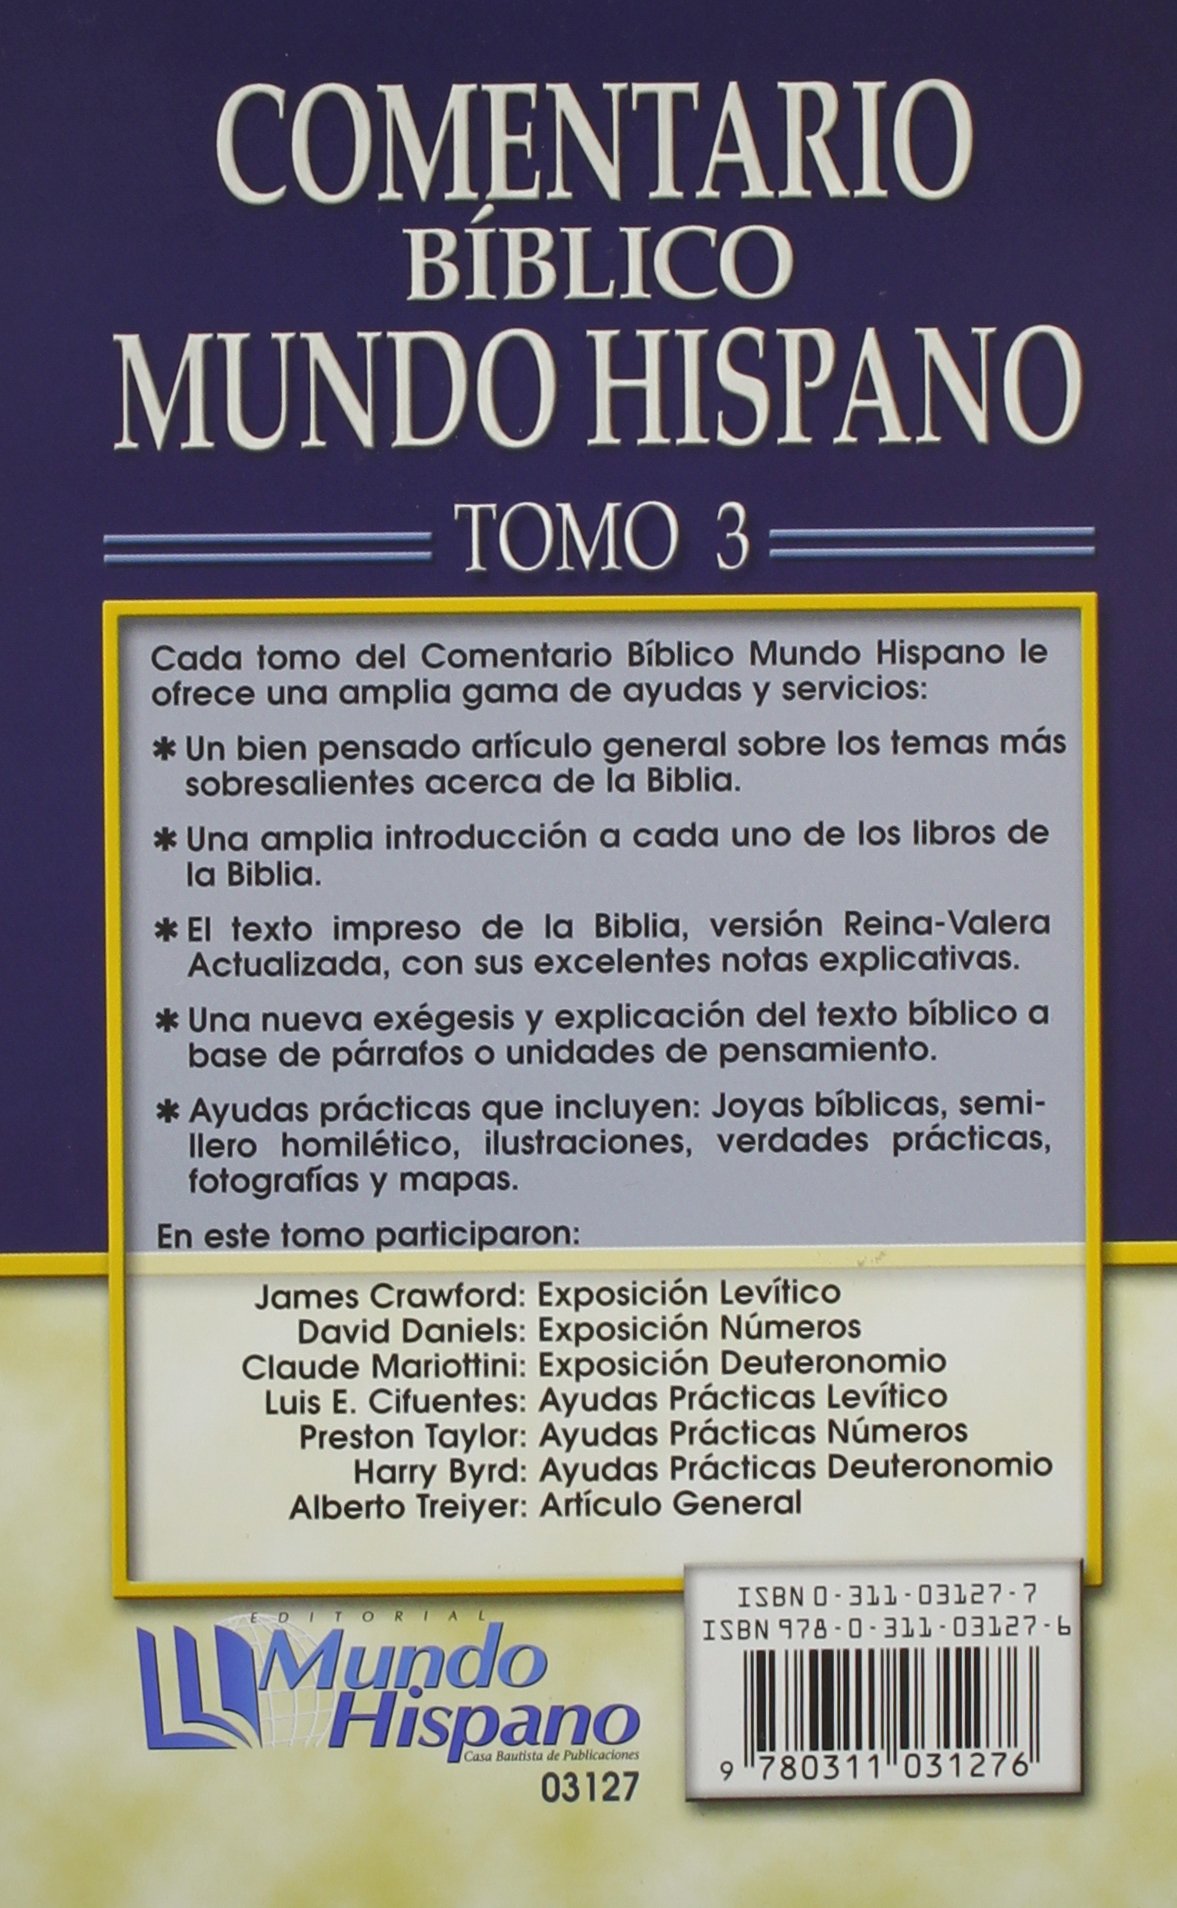 COMENTARIO
BÍBLICO
MUNDO HISPANO
TOMO 3
Cada tomo del Comentario Bíblico Mundo Hispano le
ofrece una amplia gama de ayudas y servicios:
✱ Un bien pensado artículo general sobre los temas más
sobresalientes acerca de la Biblia.
✱ Una amplia introducción a cada uno de los libros de
la Biblia.
✱ El texto impreso de la Biblia, versión Reina-Valera
Actualizada, con sus excelentes notas explicativas.
✱ Una nueva exégesis y explicación del texto bíblico a
base de párrafos o unidades de pensamiento.
✱ Ayudas prácticas que incluyen: Joyas bíblicas, semi-
llero homilético, ilustraciones, verdades prácticas,
fotografías y mapas.
En este tomo participaron:
James Crawford: Exposición Levítico
David Daniels: Exposición Números
Claude Mariottini: Exposición Deuteronomio
Luis E. Cifuentes: Ayudas Prácticas Levítico
Preston Taylor: Ayudas Prácticas Números
Harry Byrd: Ayudas Prácticas Deuteronomio
Alberto Treiyer: Artículo General
EDITORIAL
Mundo
Hispano
Casa Bautista de Publicaciones
03127
ISBN 0-311-03127-7
ISBN 978-0-311-03127-6
9 780311 031276